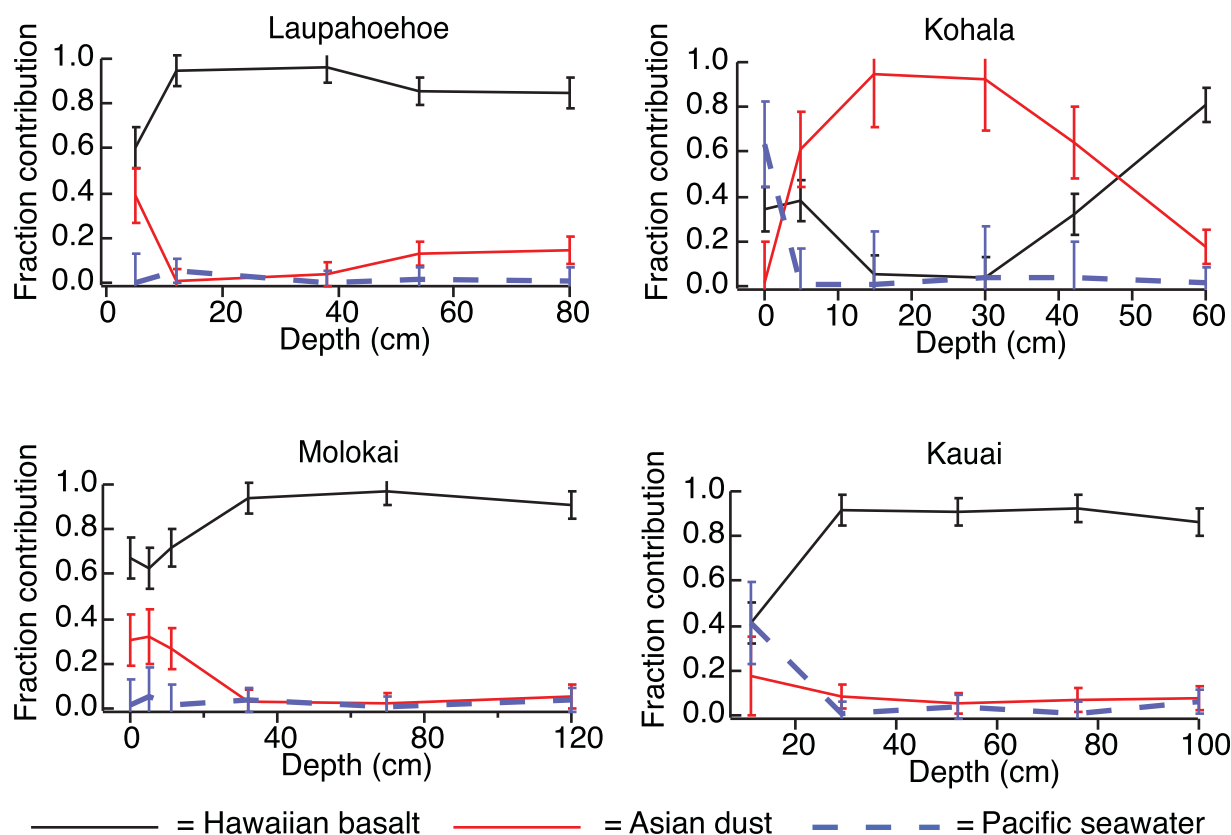 Laupahoehoe
Fraction contribution
1.0
0.8
0.6
0.4
0.2
0.0
0 20 40 60 80
Depth (cm)
Kohala
Fraction contribution
1.0
0.8
0.6
0.4
0.2
0.0
0 10 20 30 40 50 60
Depth (cm)
Molokai
Fraction contribution
1.0
0.8
0.6
0.4
0.2
0.0
0 40 80 120
Depth (cm)
Kauai
Fraction contribution
1.0
0.8
0.6
0.4
0.2
0.0
20 40 60 80 100
Depth (cm)
= Hawaiian basalt = Asian dust = Pacific seawater